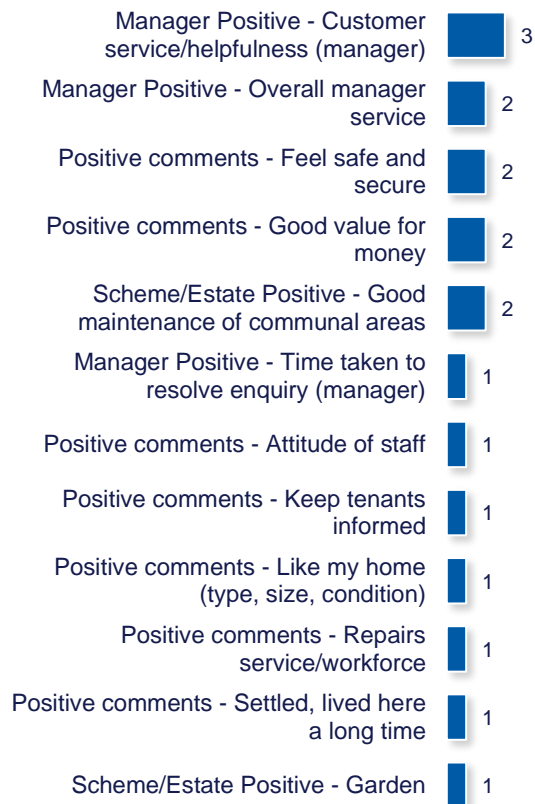 Manager Positive - Customer
service/helpfulness (manager)
3
Manager Positive - Overall manager
service
2
Positive comments - Feel safe and
secure
2
Positive comments - Good value for
money
2
Scheme/Estate Positive - Good
maintenance of communal areas
2
Manager Positive - Time taken to
resolve enquiry (manager)
1
Positive comments - Attitude of staff
1
Positive comments - Keep tenants
informed
1
Positive comments - Like my home
(type, size, condition)
1
Positive comments - Repairs
service/workforce
1
Positive comments - Settled, lived here
a long time
1
Scheme/Estate Positive - Garden
1